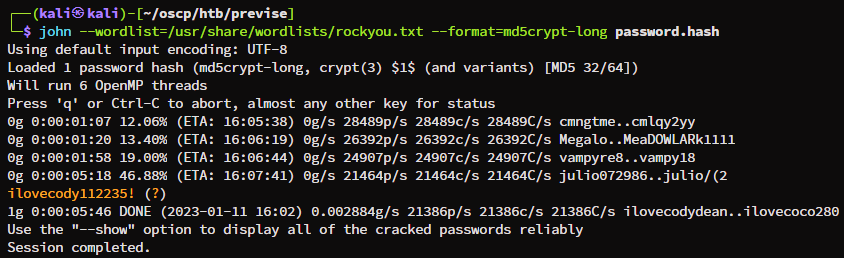 ┌──(kali㉿kali)-[~/oscp/htb/previse]
└─$ john --wordlist=/usr/share/wordlists/rockyou.txt --format=md5crypt-long password.hash
Using default input encoding: UTF-8
Loaded 1 password hash (md5crypt-long, crypt(3) $1$ (and variants) [MD5 32/64])
Will run 6 OpenMP threads
Press 'q' or Ctrl-C to abort, almost any other key for status
0g 0:00:01:07 12.06% (ETA: 16:05:38) 0g/s 28489p/s 28489c/s 28489C/s cmngtme..cmlqy2yy
0g 0:00:01:20 13.40% (ETA: 16:06:19) 0g/s 26392p/s 26392c/s 26392C/s Megalo..MeaDOWLARk1111
0g 0:00:01:58 19.00% (ETA: 16:06:44) 0g/s 24907p/s 24907c/s 24907C/s vampyre8..vampy18
0g 0:00:05:18 46.88% (ETA: 16:07:41) 0g/s 21464p/s 21464c/s 21464C/s julio072986..julio/(2
ilovecody112235! (?)
1g 0:00:05:46 DONE (2023-01-11 16:02) 0.002884g/s 21386p/s 21386c/s 21386C/s ilovecodydean..ilovecoco280
Use the "--show" option to display all of the cracked passwords reliably
Session completed.